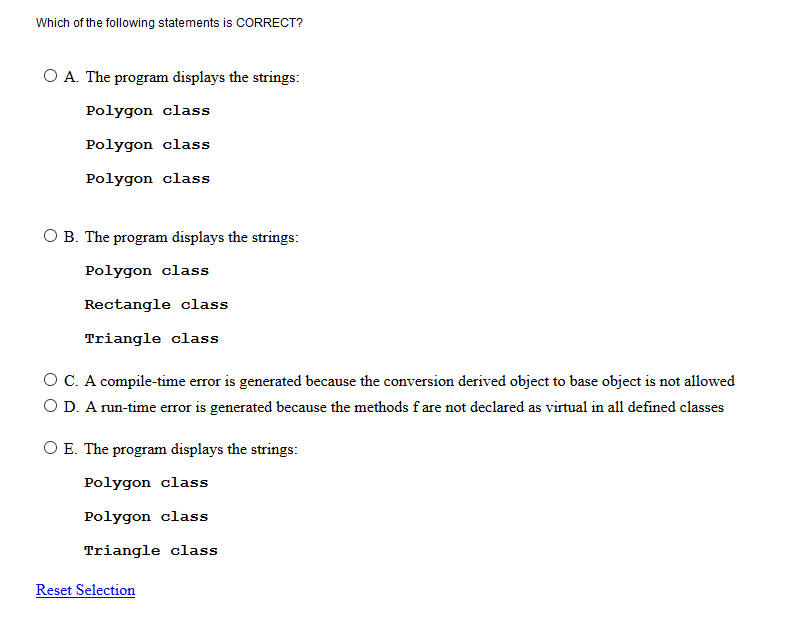 Which of the following statements is CORRECT?
A. The program displays the strings:
Polygon class
Polygon class
Polygon class
B. The program displays the strings:
Polygon class
Rectangle class
Triangle class
C. A compile-time error is generated because the conversion derived object to base object is not allowed
D. A run-time error is generated because the methods f are not declared as virtual in all defined classes
E. The program displays the strings:
Polygon class
Polygon class
Triangle class
Reset Selection